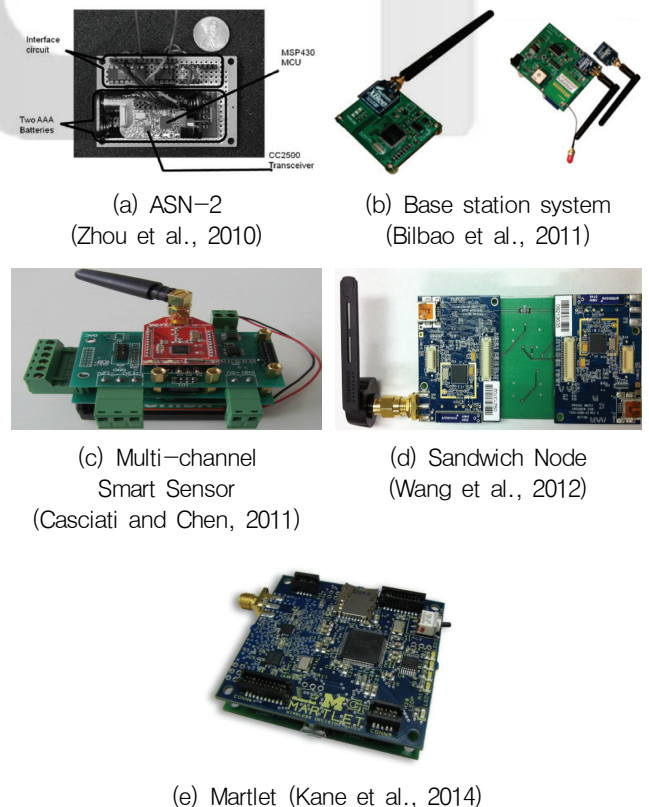 Interface
circuit
MSP430
MCU
Two AAA
Batteries
CC2500
Transceiver
(a) ASN-2
(Zhou et al., 2010)
(b) Base station system
(Bilbao et al., 2011)
(c) Multi-channel
Smart Sensor
(Casciati and Chen, 2011)
(d) Sandwich Node
(Wang et al., 2012)
MARTLET
(e) Martlet (Kane et al., 2014)